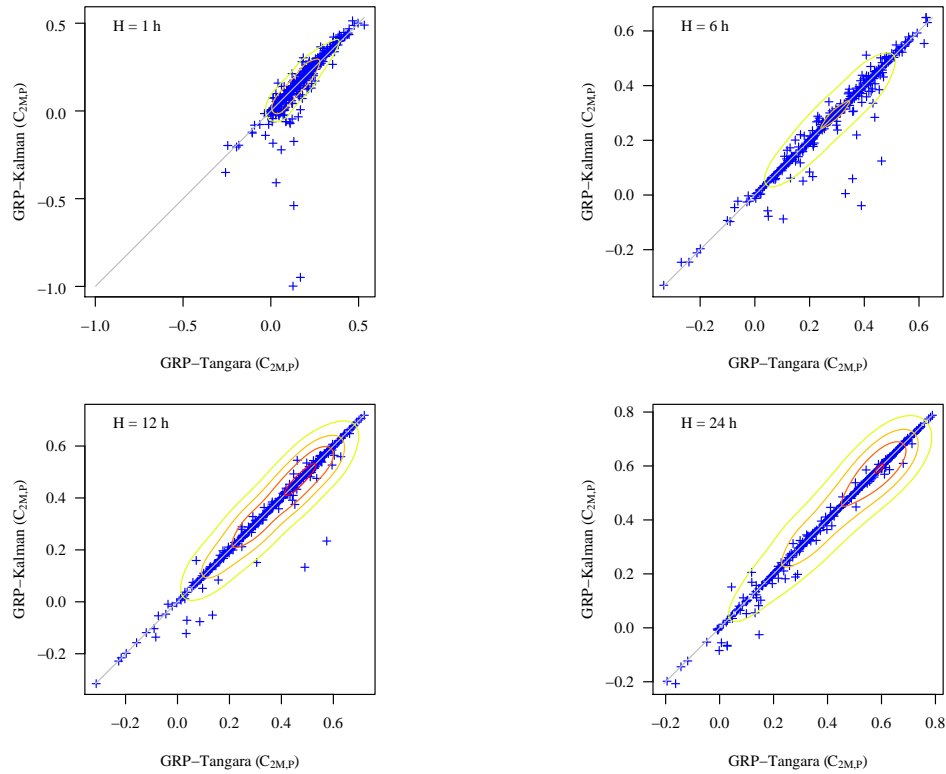 H = 1 h
0.5
0.0
−0.5
−1.0
GRP−Kalman (C2M,P)
−1.0 −0.5 0.0 0.5
GRP−Tangara (C2M,P)
H = 6 h
0.6
0.4
0.2
0.0
−0.2
GRP−Kalman (C2M,P)
−0.2 0.0 0.2 0.4 0.6
GRP−Tangara (C2M,P)
H = 12 h
0.6
0.4
0.2
0.0
−0.2
GRP−Kalman (C2M,P)
−0.2 0.0 0.2 0.4 0.6
GRP−Tangara (C2M,P)
H = 24 h
0.8
0.6
0.4
0.2
0.0
−0.2
GRP−Kalman (C2M,P)
−0.2 0.0 0.2 0.4 0.6 0.8
GRP−Tangara (C2M,P)